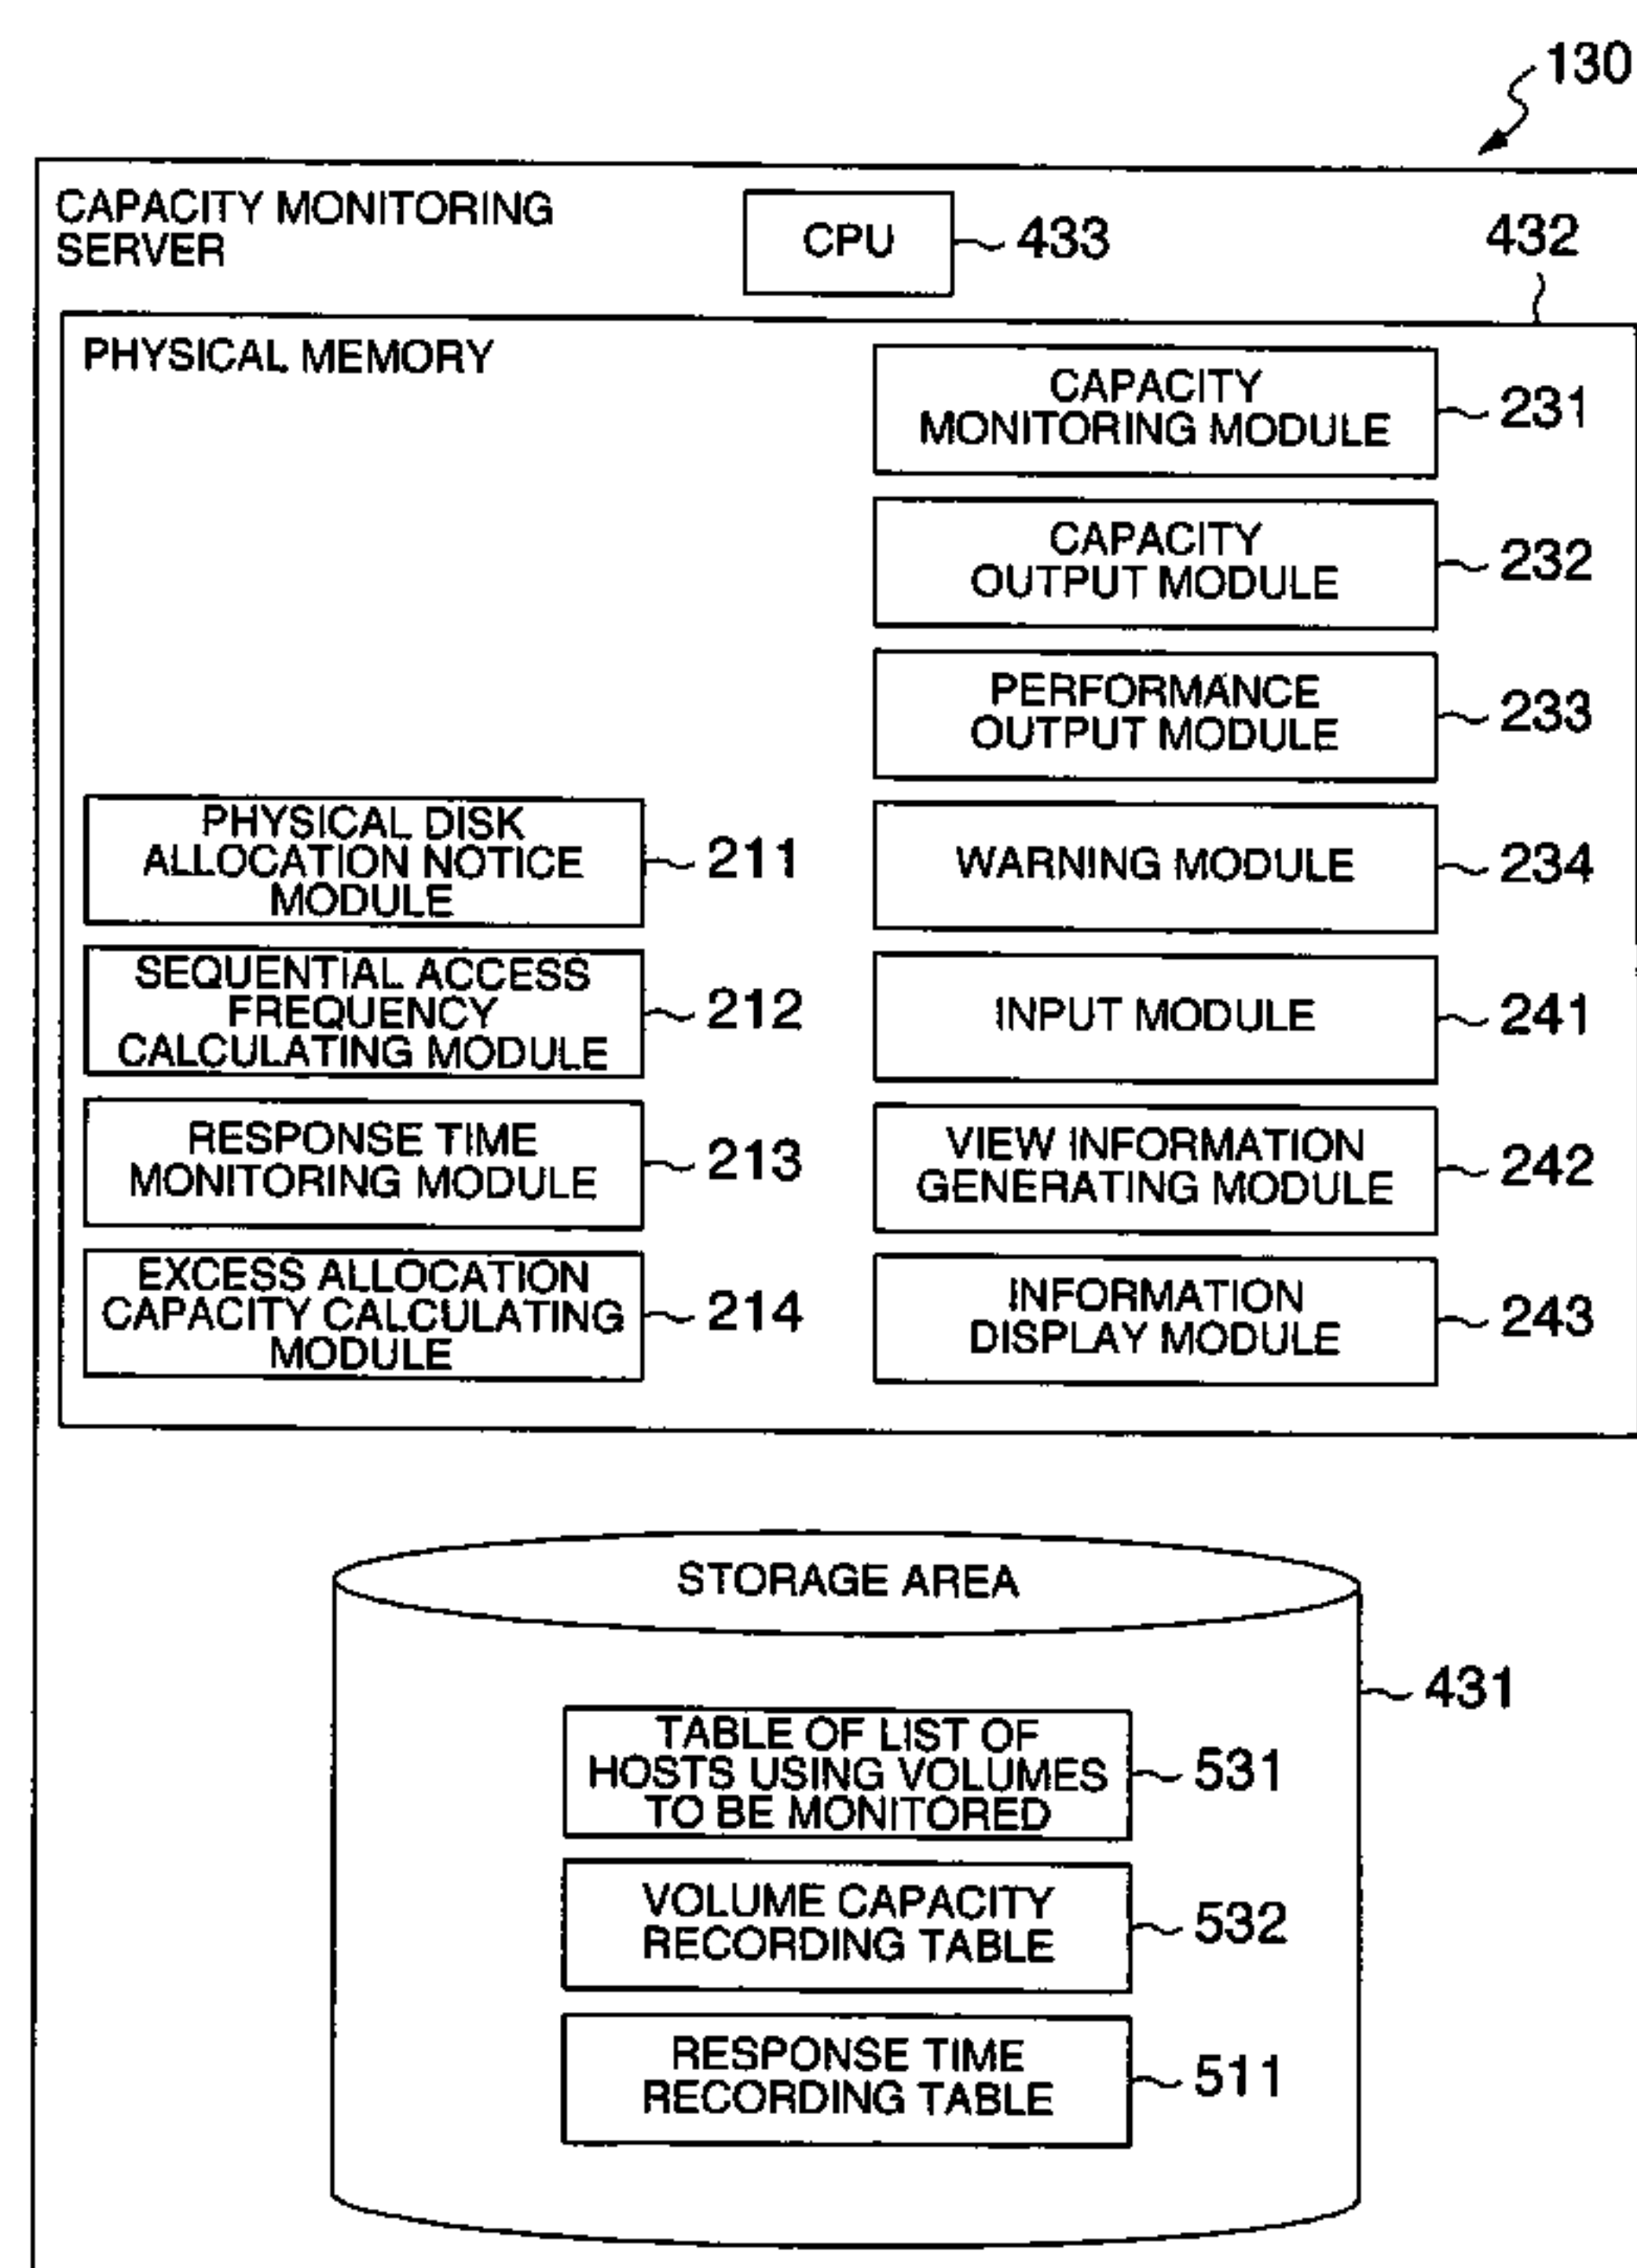 130
CAPACITY MONITORING
SERVER
CPU
433
432
PHYSICAL MEMORY
CAPACITY
MONITORING MODULE
231
CAPACITY
OUTPUT MODULE
232
PERFORMANCE
OUTPUT MODULE
233
PHYSICAL DISK
ALLOCATION NOTICE
MODULE
211
WARNING MODULE
234
SEQUENTIAL ACCESS
FREQUENCY
CALCULATING MODULE
212
INPUT MODULE
241
RESPONSE TIME
MONITORING MODULE
213
VIEW INFORMATION
GENERATING MODULE
242
EXCESS ALLOCATION
CAPACITY CALCULATING
MODULE
214
INFORMATION
DISPLAY MODULE
243
STORAGE AREA
431
TABLE OF LIST OF
HOSTS USING VOLUMES
TO BE MONITORED
531
VOLUME CAPACITY
RECORDING TABLE
532
RESPONSE TIME
RECORDING TABLE
511